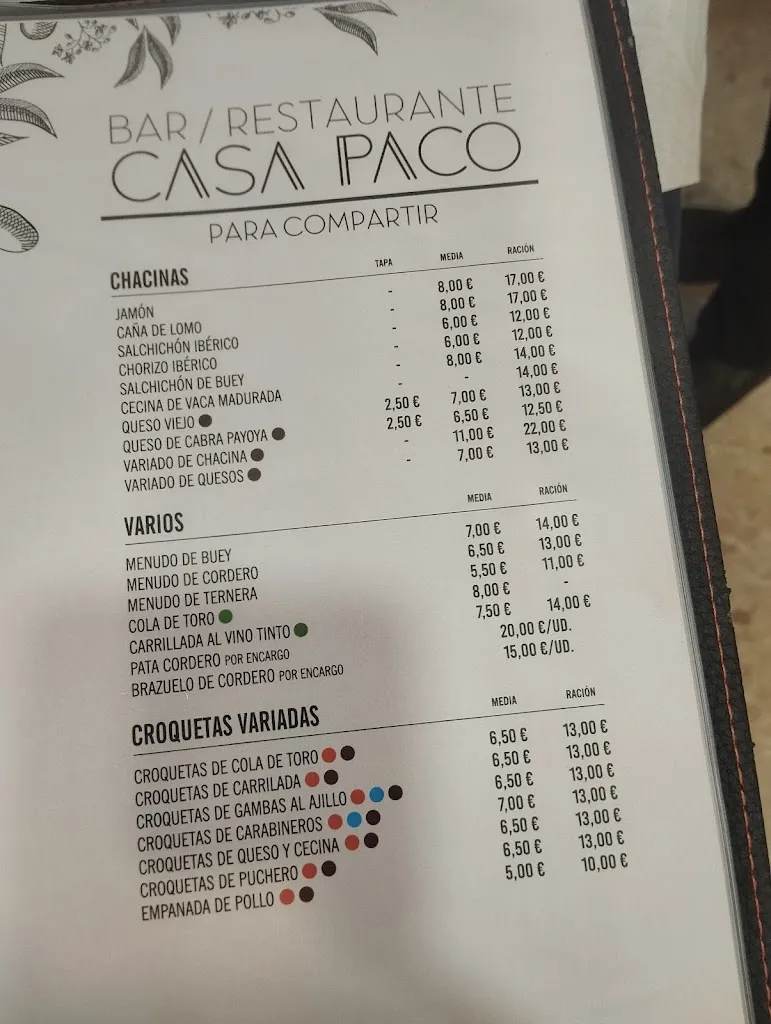 BAR / RESTAURANTE
CASA PACO
PARA COMPARTIR
CHACINAS TAPA MEDIA RACIÓN
JAMÓN - 8,00 € 17,00 €
CAÑA DE LOMO - 8,00 € 17,00 €
SALCHICHÓN IBÉRICO - 6,00 € 12,00 €
CHORIZO IBÉRICO - 6,00 € 12,00 €
SALCHICHÓN DE BUEY - 8,00 € 14,00 €
CECINA DE VACA MADURADA - - 14,00 €
QUESO VIEJO 2,50 € 7,00 € 13,00 €
QUESO DE CABRA PAYOYA 2,50 € 6,50 € 12,50 €
VARIADO DE CHACINA - 11,00 € 22,00 €
VARIADO DE QUESOS - 7,00 € 13,00 €
VARIOS MEDIA RACIÓN
MENUDO DE BUEY 7,00 € 14,00 €
MENUDO DE CORDERO 6,50 € 13,00 €
MENUDO DE TERNERA 5,50 € 11,00 €
COLA DE TORO 8,00 € -
CARRILLADA AL VINO TINTO 7,50 € 14,00 €
PATA CORDERO POR ENCARGO 20,00 €/UD.
BRAZUELO DE CORDERO POR ENCARGO 15,00 €/UD.
CROQUETAS VARIADAS MEDIA RACIÓN
CROQUETAS DE COLA DE TORO 6,50 € 13,00 €
CROQUETAS DE CARRILADA 6,50 € 13,00 €
CROQUETAS DE GAMBAS AL AJILLO 6,50 € 13,00 €
CROQUETAS DE CARABINEROS 7,00 € 13,00 €
CROQUETAS DE QUESO Y CECINA 6,50 € 13,00 €
CROQUETAS DE PUCHERO 6,50 € 13,00 €
EMPANADA DE POLLO 5,00 € 10,00 €